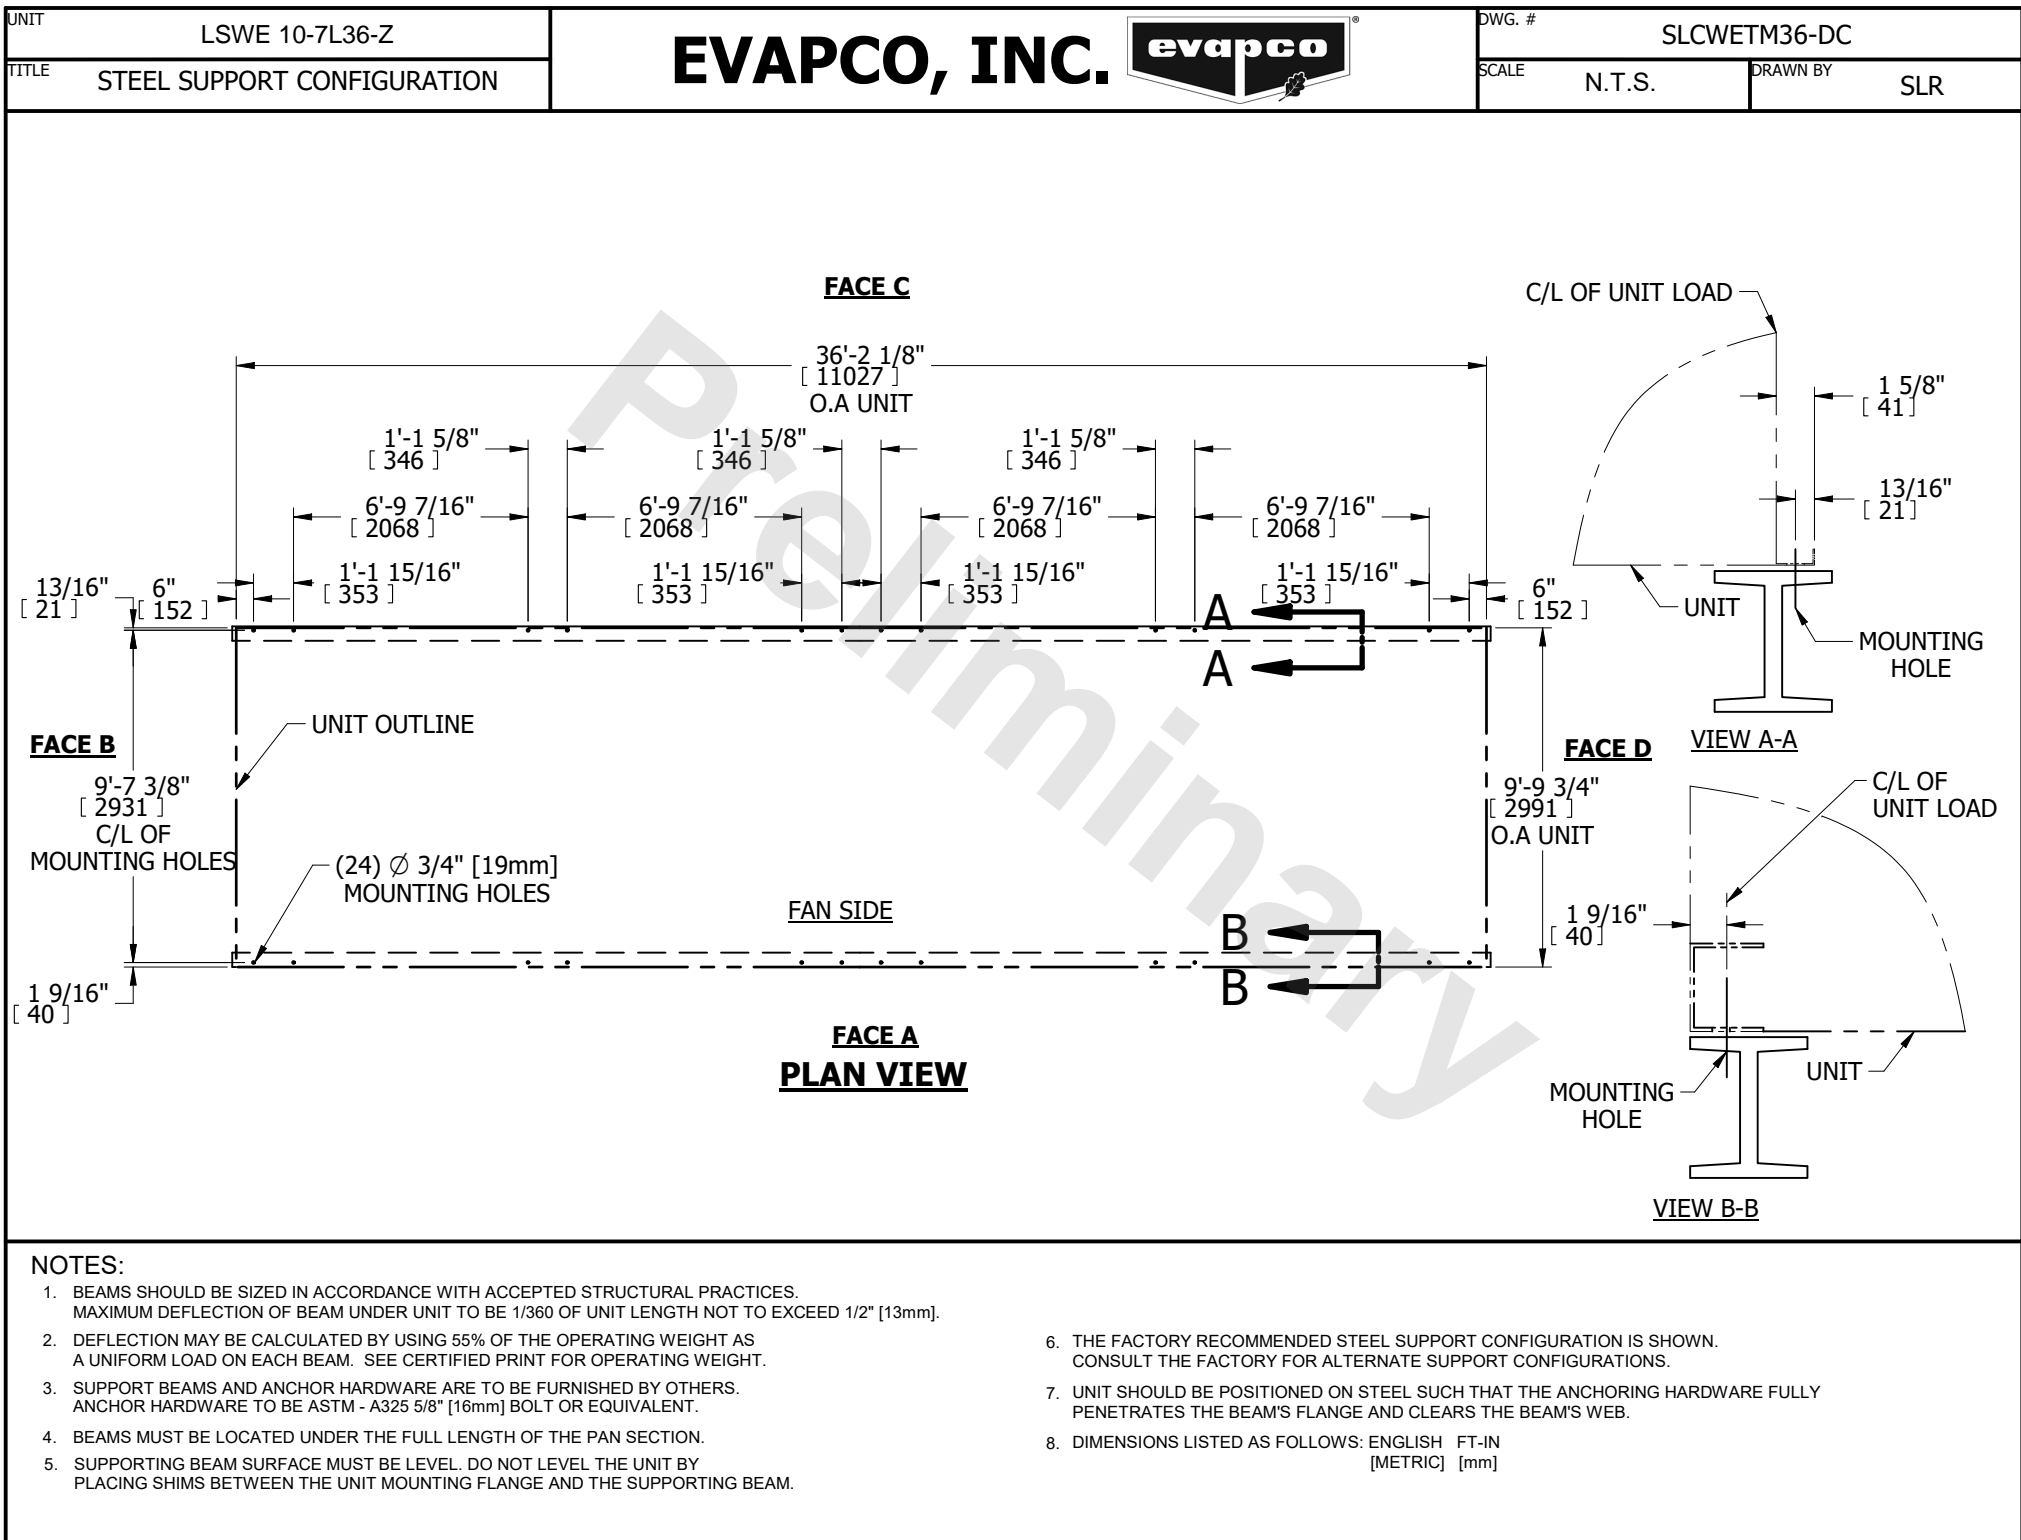 UNIT
LSWE 10-7L36-Z
TITLE
STEEL SUPPORT CONFIGURATION
EVAPCO, INC.
evapco
®
DWG. #
SLCWETM36-DC
SCALE
N.T.S.
DRAWN BY
SLR
Preliminary
FACE C
36'-2 1/8"
[ 11027 ]
O.A UNIT
1'-1 5/8"
[ 346 ]
1'-1 5/8"
[ 346 ]
1'-1 5/8"
[ 346 ]
6'-9 7/16"
[ 2068 ]
6'-9 7/16"
[ 2068 ]
6'-9 7/16"
[ 2068 ]
6'-9 7/16"
[ 2068 ]
13/16"
[ 21 ]
6"
[ 152 ]
1'-1 15/16"
[ 353 ]
1'-1 15/16"
[ 353 ]
1'-1 15/16"
[ 353 ]
1'-1 15/16"
[ 353 ]
6"
[ 152 ]
A
A
UNIT OUTLINE
FACE B
9'-7 3/8"
[ 2931 ]
C/L OF
MOUNTING HOLES
(24) Ø 3/4" [19mm]
MOUNTING HOLES
FAN SIDE
B
B
1 9/16"
[ 40 ]
FACE D
9'-9 3/4"
[ 2991 ]
O.A UNIT
FACE A
PLAN VIEW
C/L OF UNIT LOAD
1 5/8"
[ 41 ]
13/16"
[ 21 ]
UNIT
MOUNTING
HOLE
VIEW A-A
C/L OF
UNIT LOAD
1 9/16"
[ 40 ]
UNIT
MOUNTING
HOLE
VIEW B-B
NOTES:
1. BEAMS SHOULD BE SIZED IN ACCORDANCE WITH ACCEPTED STRUCTURAL PRACTICES.
MAXIMUM DEFLECTION OF BEAM UNDER UNIT TO BE 1/360 OF UNIT LENGTH NOT TO EXCEED 1/2" [13mm].
2. DEFLECTION MAY BE CALCULATED BY USING 55% OF THE OPERATING WEIGHT AS
A UNIFORM LOAD ON EACH BEAM. SEE CERTIFIED PRINT FOR OPERATING WEIGHT.
3. SUPPORT BEAMS AND ANCHOR HARDWARE ARE TO BE FURNISHED BY OTHERS.
ANCHOR HARDWARE TO BE ASTM - A325 5/8" [16mm] BOLT OR EQUIVALENT.
4. BEAMS MUST BE LOCATED UNDER THE FULL LENGTH OF THE PAN SECTION.
5. SUPPORTING BEAM SURFACE MUST BE LEVEL. DO NOT LEVEL THE UNIT BY
PLACING SHIMS BETWEEN THE UNIT MOUNTING FLANGE AND THE SUPPORTING BEAM.
6. THE FACTORY RECOMMENDED STEEL SUPPORT CONFIGURATION IS SHOWN.
CONSULT THE FACTORY FOR ALTERNATE SUPPORT CONFIGURATIONS.
7. UNIT SHOULD BE POSITIONED ON STEEL SUCH THAT THE ANCHORING HARDWARE FULLY
PENETRATES THE BEAM'S FLANGE AND CLEARS THE BEAM'S WEB.
8. DIMENSIONS LISTED AS FOLLOWS: ENGLISH FT-IN
[METRIC] [mm]